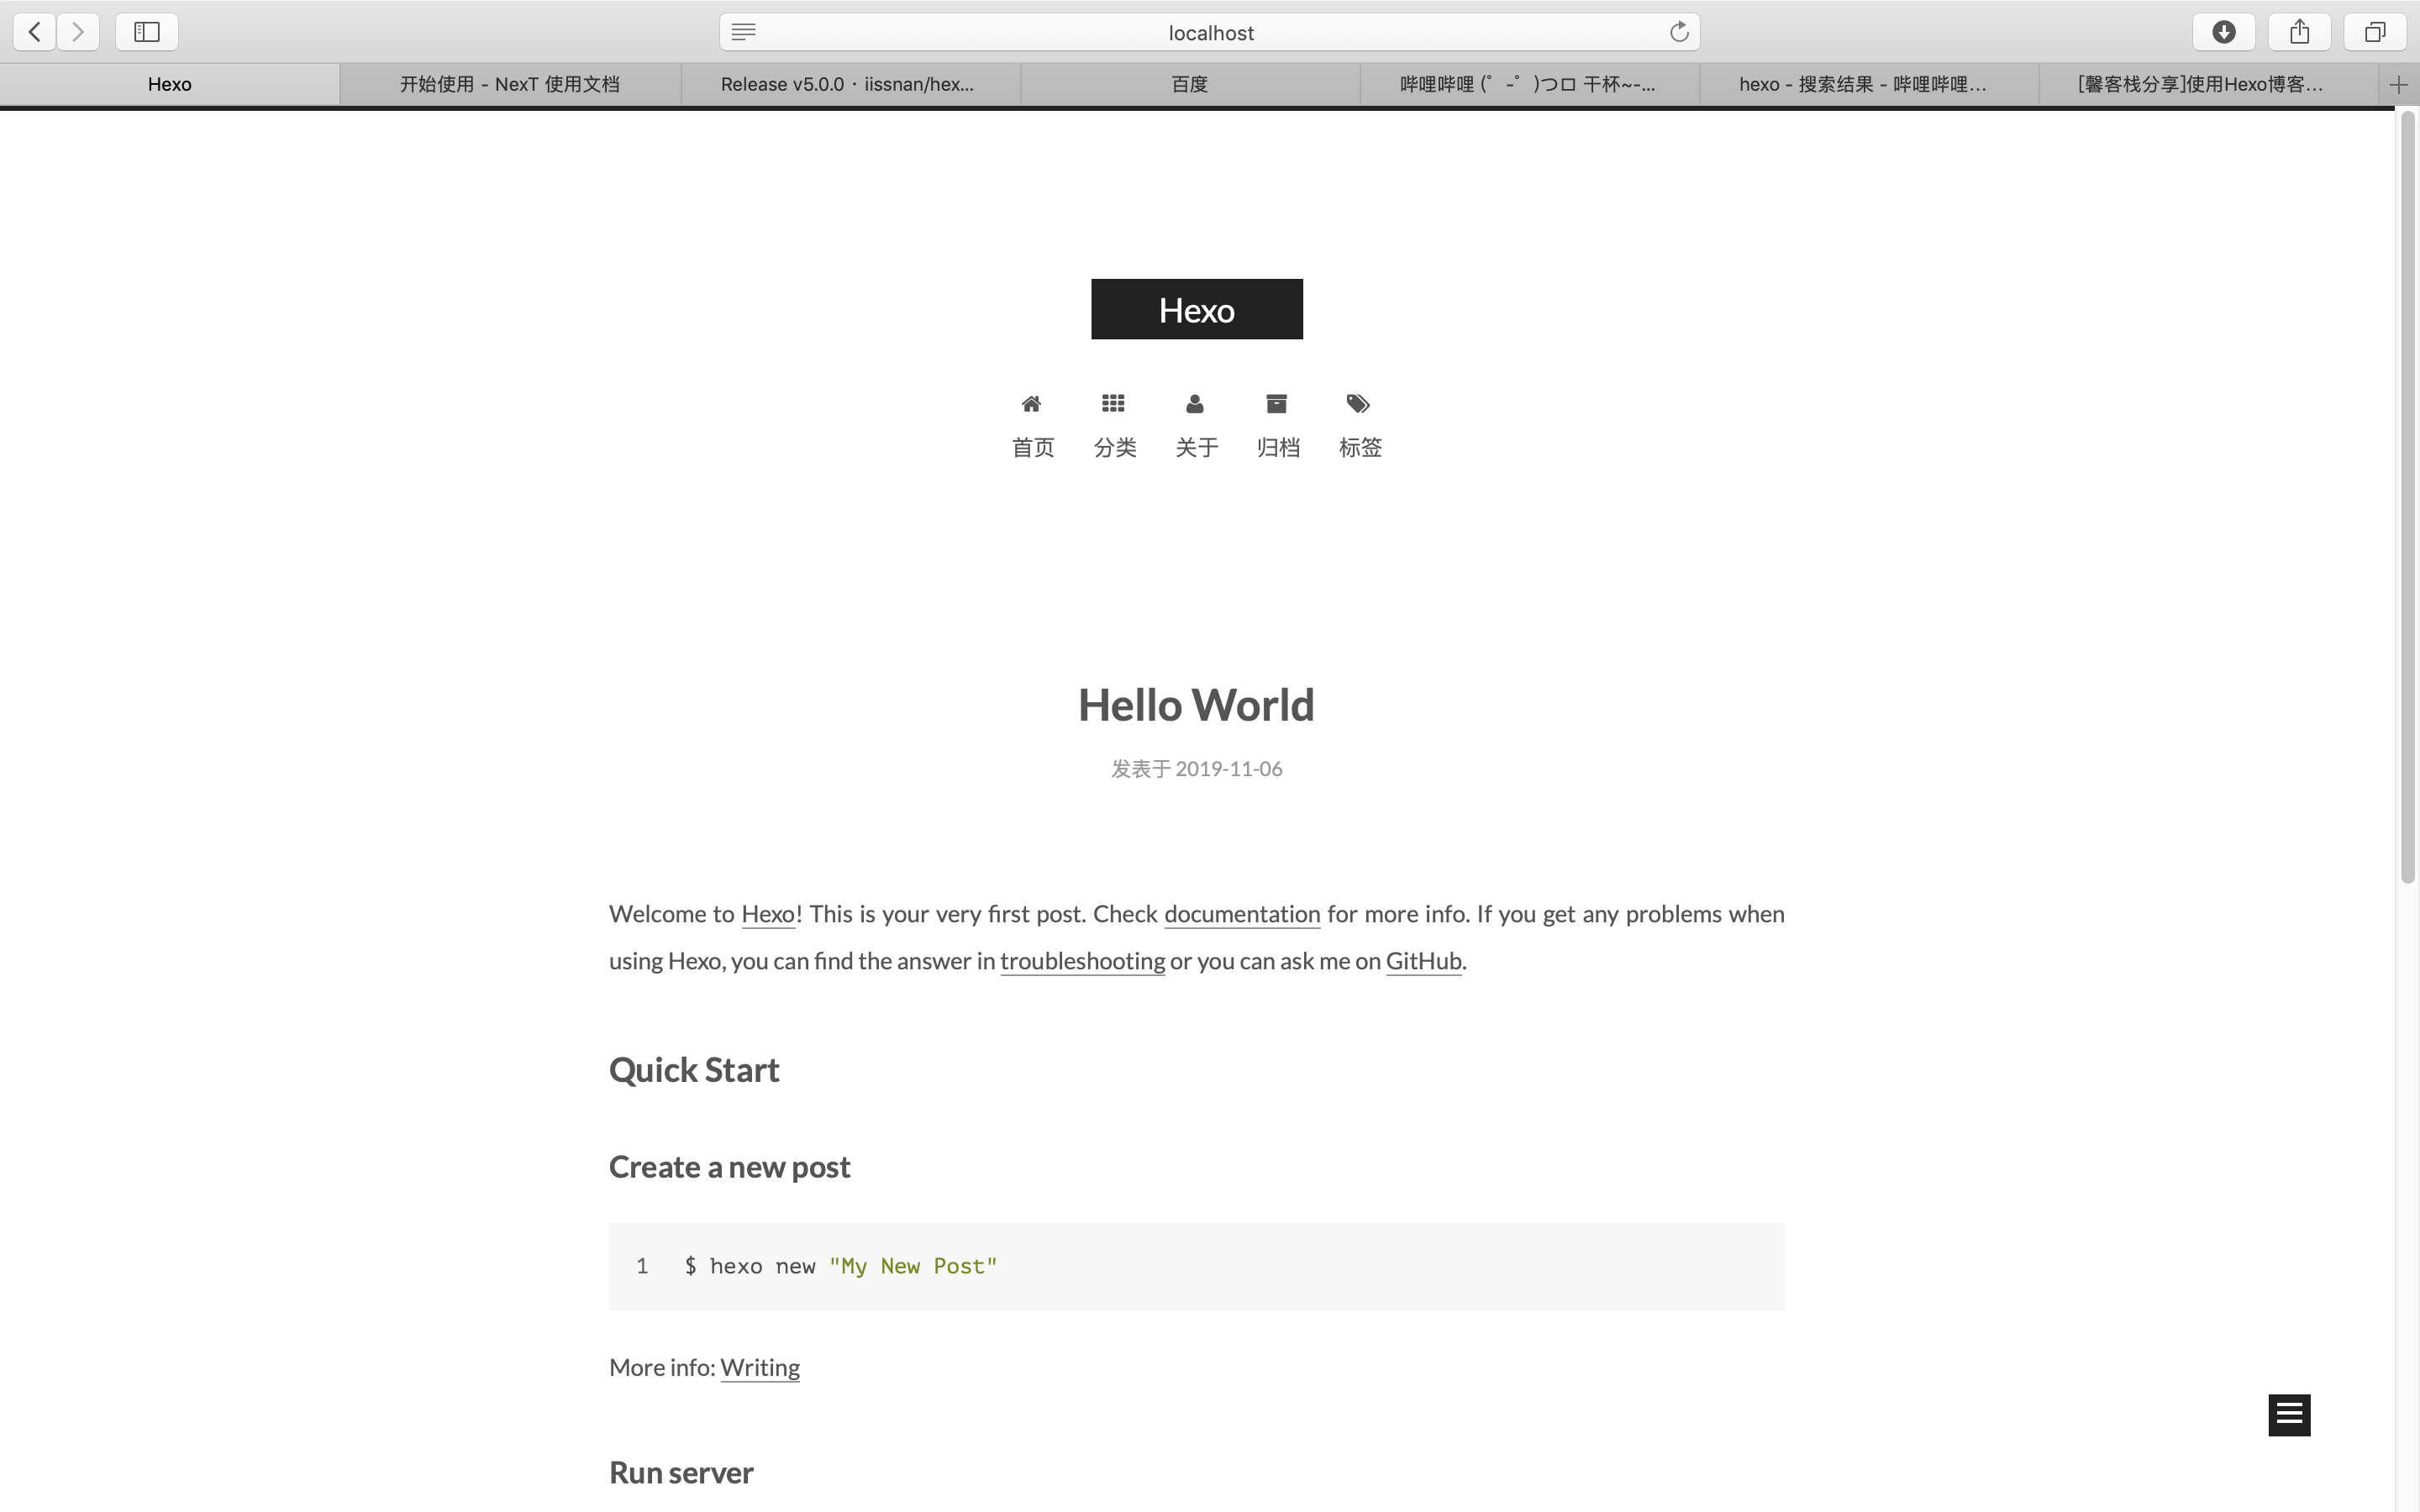 localhost
Hexo
开始使用 - NexT 使用文档
Release v5.0.0 · iissnan/hex...
百度
哔哩哔哩 (゜-゜)つロ 干杯~-...
hexo - 搜索结果 - 哔哩哔哩...
[馨客栈分享]使用Hexo博客...
Hexo
首页
分类
关于
归档
标签
Hello World
发表于 2019-11-06
Welcome to Hexo! This is your very first post. Check documentation for more info. If you get any problems when
using Hexo, you can find the answer in troubleshooting or you can ask me on GitHub.
Quick Start
Create a new post
1 $ hexo new "My New Post"
More info: Writing
Run server